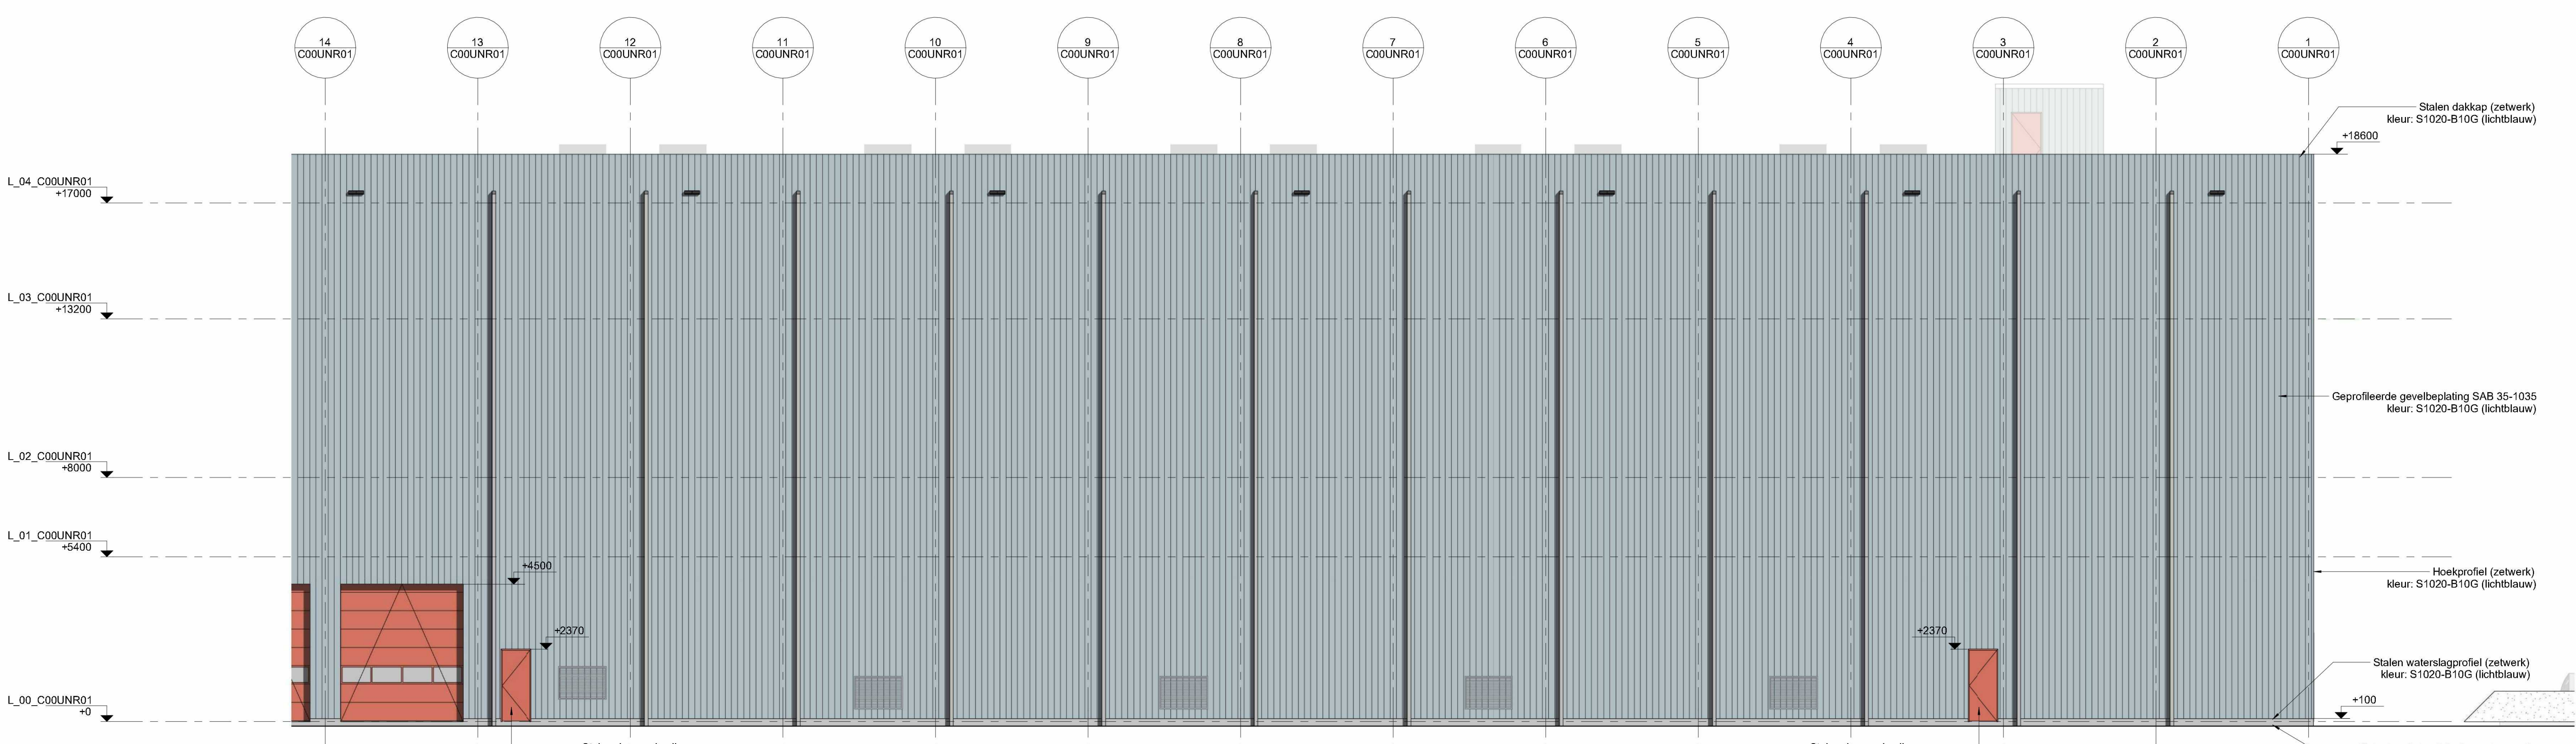 14
C00UNR01
13
C00UNR01
12
C00UNR01
11
C00UNR01
10
C00UNR01
9
C00UNR01
8
C00UNR01
7
C00UNR01
6
C00UNR01
5
C00UNR01
4
C00UNR01
3
C00UNR01
2
C00UNR01
1
C00UNR01
Stalen dakkap (zetwerk)
kleur: S1020-B10G (lichtblauw)
+18600
L_04_C00UNR01
+17000
L_03_C00UNR01
+13200
Geprofileerde gevelbeplating SAB 35-1035
kleur: S1020-B10G (lichtblauw)
L_02_C00UNR01
+8000
L_01_C00UNR01
+5400
+4500
Hoekprofiel (zetwerk)
kleur: S1020-B10G (lichtblauw)
+2370
+2370
Stalen waterslagprofiel (zetwerk)
kleur: S1020-B10G (lichtblauw)
L_00_C00UNR01
+0
+100